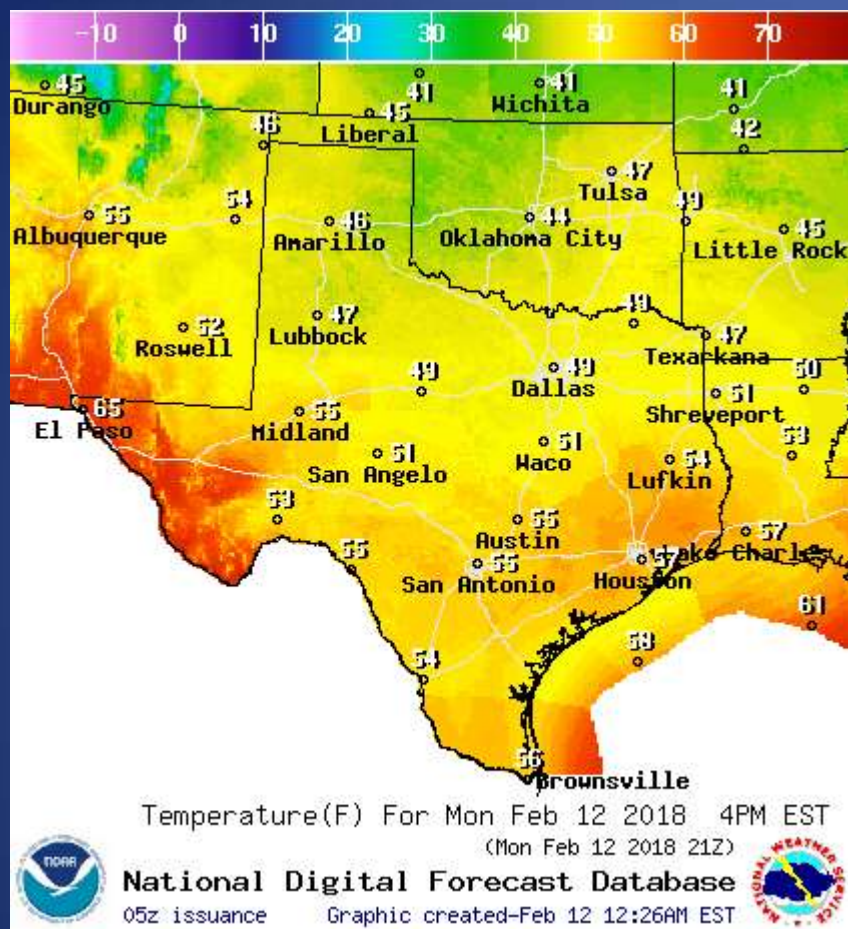 -10 0 10 20 30 40 50 60 70
45 41 41 41
Durango Wichita
45
Liberal
46 42
47
Tulsa
55 54 46 44 49 45
Albuquerque Amarillo Oklahoma City Little Rock
52 47 49 47
Roswell Lubbock Texarkana
49 49 51 50
Dallas Shreveport
65 55
El Paso Midland
51 51 54 53
San Angelo Waco Lufkin
53 55 57
Austin
55 55 57 Lake Charles
San Antonio Houston
61
58
54
56
Brownsville
Temperature(F) For Mon Feb 12 2018 4PM EST
(Mon Feb 12 2018 21Z)
NOAA
National Digital Forecast Database
05z issuance Graphic created-Feb 12 12:26AM EST
NATIONAL WEATHER SERVICE